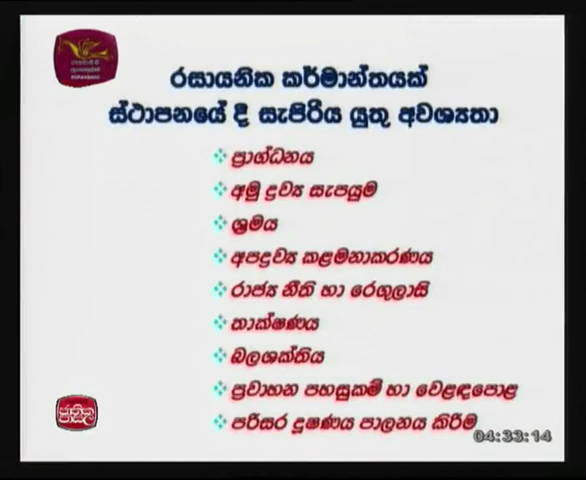 රසායනික කර්මාන්තයක්
ස්ථාපනයේ දී සැපිරිය යුතු අවශ්‍යතා
ප්‍රාග්ධනය
අමු ද්‍රව්‍ය සැපයුම
ශ්‍රමය
අපද්‍රව්‍ය කළමනාකරණය
රාජ්‍ය නීති හා රෙගුලාසි
තාක්ෂණය
බලශක්තිය
ප්‍රවාහන පහසුකම් හා වෙළඳපොළ
පරිසර දූෂණය පාලනය කිරීම
ජාතික
පාසල
04:33:14